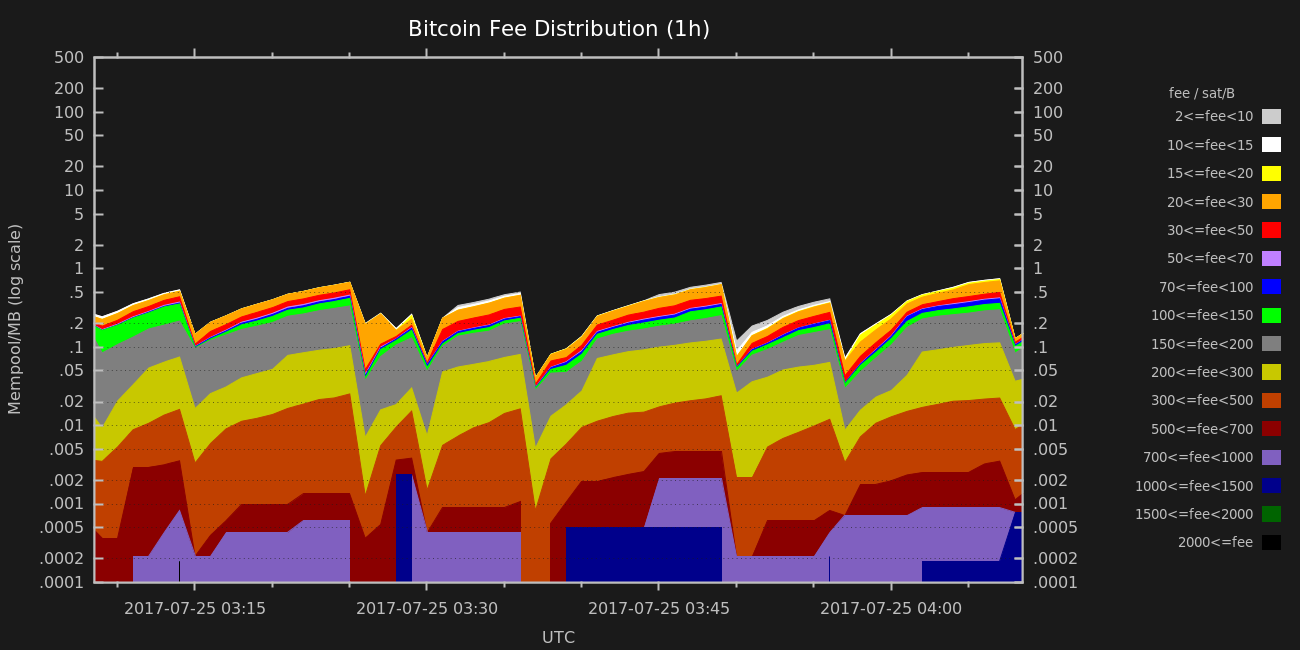 Bitcoin Fee Distribution (1h)
Mempool/MB (log scale)
500
200
100
50
20
10
5
2
1
.5
.2
.1
.05
.02
.01
.005
.002
.001
.0005
.0002
.0001
500
200
100
50
20
10
5
2
1
.5
.2
.1
.05
.02
.01
.005
.002
.001
.0005
.0002
.0001
2017-07-25 03:15
2017-07-25 03:30
2017-07-25 03:45
2017-07-25 04:00
UTC
fee / sat/B
2<=fee<10
10<=fee<15
15<=fee<20
20<=fee<30
30<=fee<50
50<=fee<70
70<=fee<100
100<=fee<150
150<=fee<200
200<=fee<300
300<=fee<500
500<=fee<700
700<=fee<1000
1000<=fee<1500
1500<=fee<2000
2000<=fee